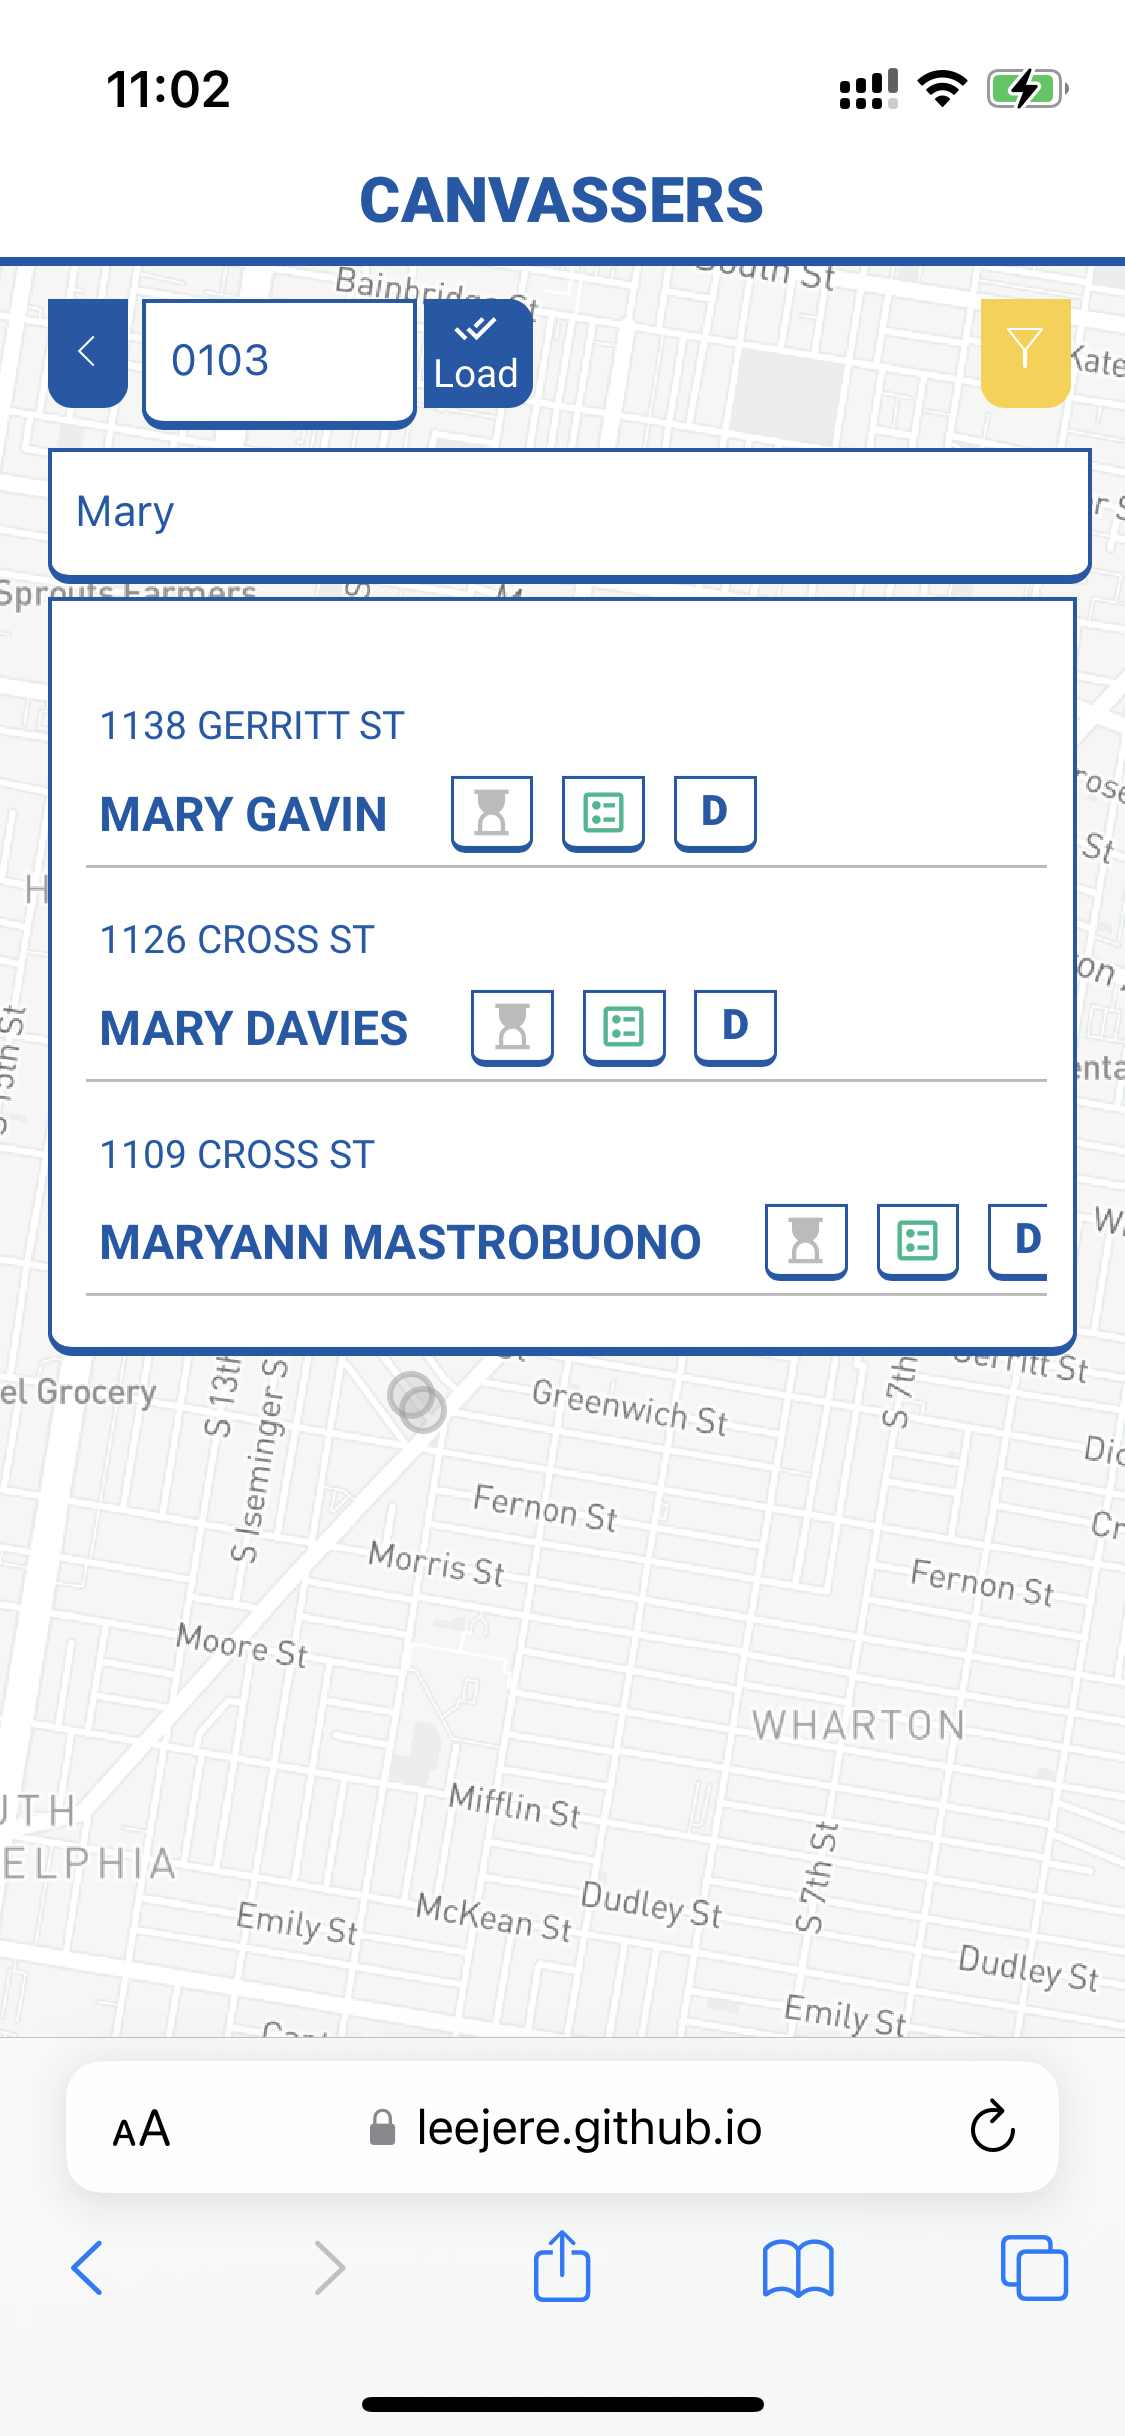 11:02
CANVASSERS
South St
Bainbridge St
0103
Load
Kate
Mary
Sprouts Farmers
1138 GERRITT ST
MARY GAVIN D
St
1126 CROSS ST
MARY DAVIES D
S 15th St
1109 CROSS ST
MARYANN MASTROBUONO D
Gerritt St
el Grocery
S 13th
S Iseminger S
Greenwich St
S 7th
Fernon St
Morris St
Fernon St
Moore St
WHARTON
UTH
ELPHIA
Mifflin St
S 7th St
Dudley St
McKean St
Emily St
Dudley St
Emily St
AA
leejere.github.io